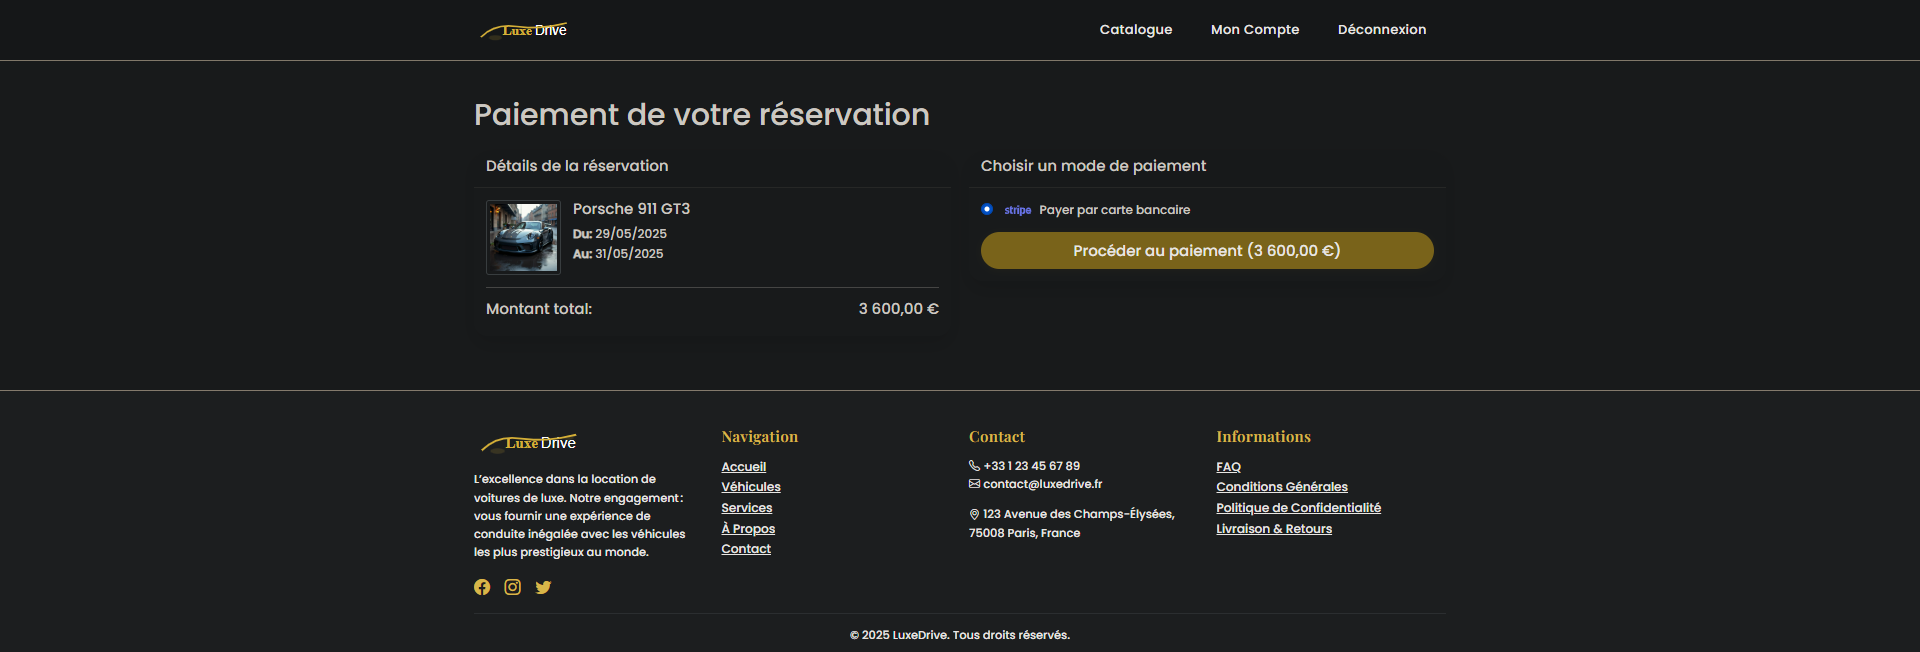 Luxe Drive
Catalogue
Mon Compte
Déconnexion
Paiement de votre réservation
Détails de la réservation
Porsche 911 GT3
Du: 29/05/2025
Au: 31/05/2025
Montant total: 3 600,00 €
Choisir un mode de paiement
stripe Payer par carte bancaire
Procéder au paiement (3 600,00 €)
Luxe Drive
L'excellence dans la location de
voitures de luxe. Notre engagement :
vous fournir une expérience de
conduite inégalée avec les véhicules
les plus prestigieux au monde.
Navigation
Accueil
Véhicules
Services
À Propos
Contact
Contact
+33 1 23 45 67 89
contact@luxedrive.fr
123 Avenue des Champs-Élysées,
75008 Paris, France
Informations
FAQ
Conditions Générales
Politique de Confidentialité
Livraison & Retours
© 2025 LuxeDrive. Tous droits réservés.